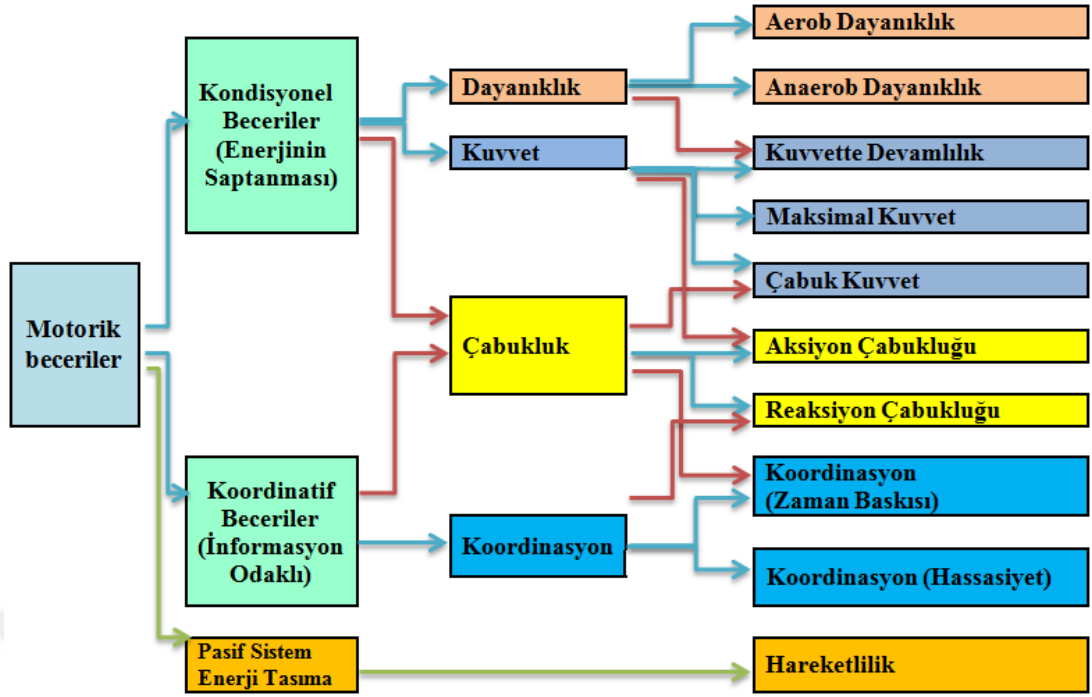 Motorik
beceriler
Kondisyonel
Beceriler
(Enerjinin
Saptanması)
Koordinatif
Beceriler
(İnformasyon
Odaklı)
Pasif Sistem
Enerji Tasıma
Dayanıklık
Kuvvet
Çabukluk
Koordinasyon
Aerob Dayanıklık
Anaerob Dayanıklık
Kuvvette Devamlılık
Maksimal Kuvvet
Çabuk Kuvvet
Aksiyon Çabukluğu
Reaksiyon Çabukluğu
Koordinasyon
(Zaman Baskısı)
Koordinasyon (Hassasiyet)
Hareketlilik